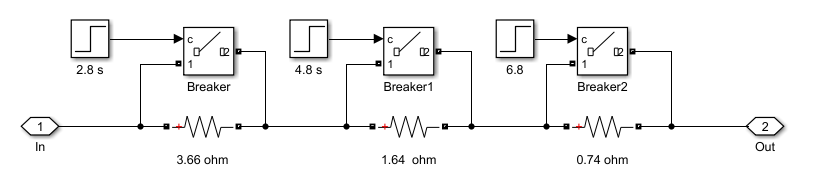 c
2
1
2.8 s
Breaker
c
2
1
4.8 s
Breaker1
c
2
1
6.8
Breaker2
1
In
2
Out
3.66 ohm
1.64 ohm
0.74 ohm